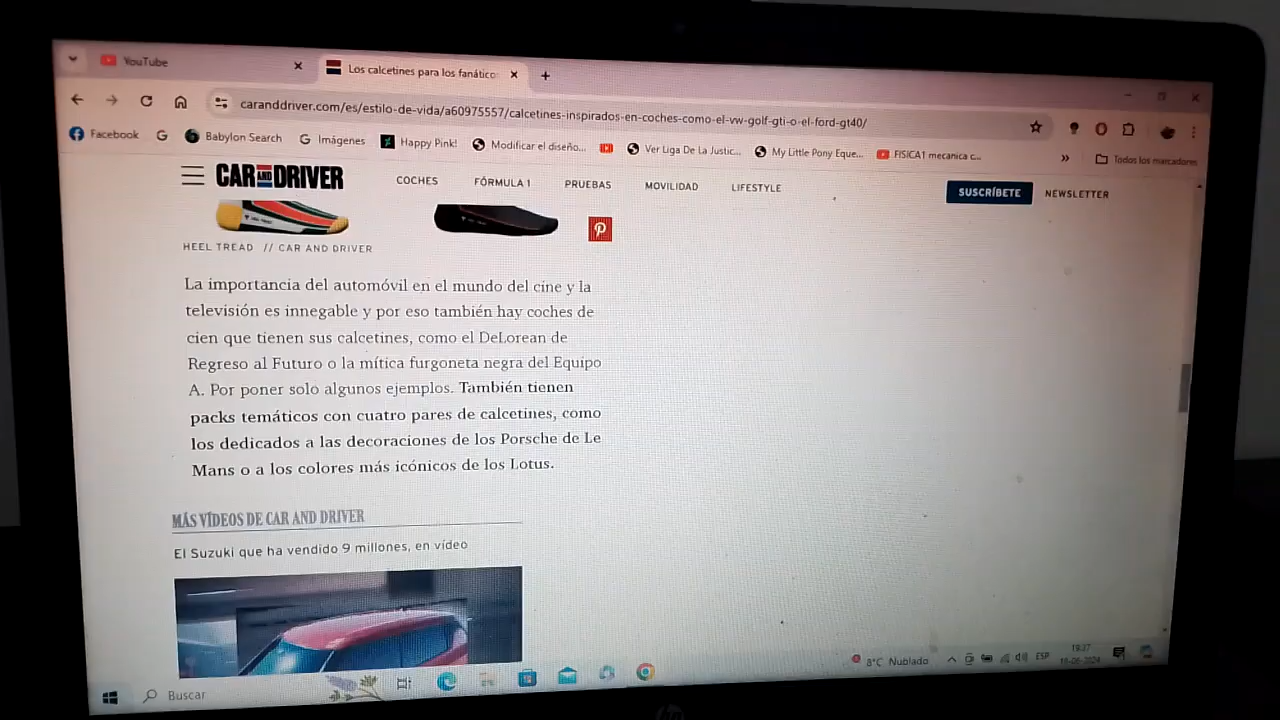 YouTube
Los calcetines para los fanático
caranddriver.com/es/estilo-de-vida/a60975557/calcetines-inspirados-en-coches-como-el-vw-golf-gti-o-el-ford-gt40/
Facebook
Babylon Search
Imágenes
Happy Pink!
Modificar el diseño...
Ver Liga De La Justic...
My Little Pony Eque...
FISICA1 mecanica c...
»
Todos los marcadores
CAR AND DRIVER
COCHES
FÓRMULA 1
PRUEBAS
MOVILIDAD
LIFESTYLE
SUSCRÍBETE
NEWSLETTER
HEEL TREAD // CAR AND DRIVER
La importancia del automóvil en el mundo del cine y la
televisión es innegable y por eso también hay coches de
cien que tienen sus calcetines, como el DeLorean de
Regreso al Futuro o la mítica furgoneta negra del Equipo
A. Por poner solo algunos ejemplos. También tienen
packs temáticos con cuatro pares de calcetines, como
los dedicados a las decoraciones de los Porsche de Le
Mans o a los colores más icónicos de los Lotus.
MÁS VÍDEOS DE CAR AND DRIVER
El Suzuki que ha vendido 9 millones, en vídeo
Buscar
8°C Nublado
ESP
hp